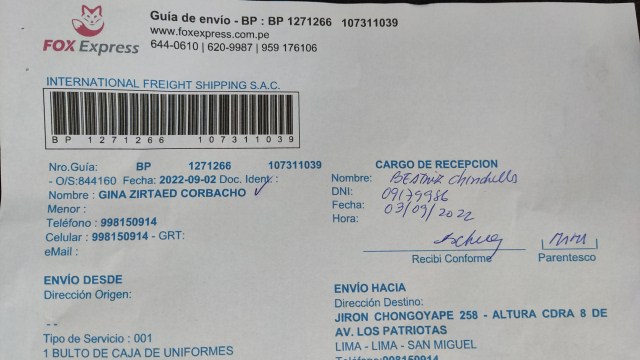 FOX Express
Guía de envío - BP : BP 1271266 107311039
www.foxexpress.com.pe
644-0610 | 620-9987 | 959 176106
INTERNATIONAL FREIGHT SHIPPING S.A.C.
BP 1271266 107311039
Nro.Guía: BP 1271266 107311039
- O/S:844160 Fecha: 2022-09-02 Doc. Ident.:
Nombre : GINA ZIRTAED CORBACHO
Menor :
Teléfono : 998150914
Celular : 998150914 - GRT:
eMail :
CARGO DE RECEPCION
Nombre: BEATRIZ Chinchulla
DNI: 09179986
Fecha: 03/09/2022
Hora:
Recibi Conforme
Parentesco
ENVÍO DESDE
Dirección Origen:
- -
Tipo de Servicio : 001
1 BULTO DE CAJA DE UNIFORMES
ENVÍO HACIA
Dirección Destino:
JIRON CHONGOYAPE 258 - ALTURA CDRA 8 DE
AV. LOS PATRIOTAS
LIMA - LIMA - SAN MIGUEL
Teléfono:998150914